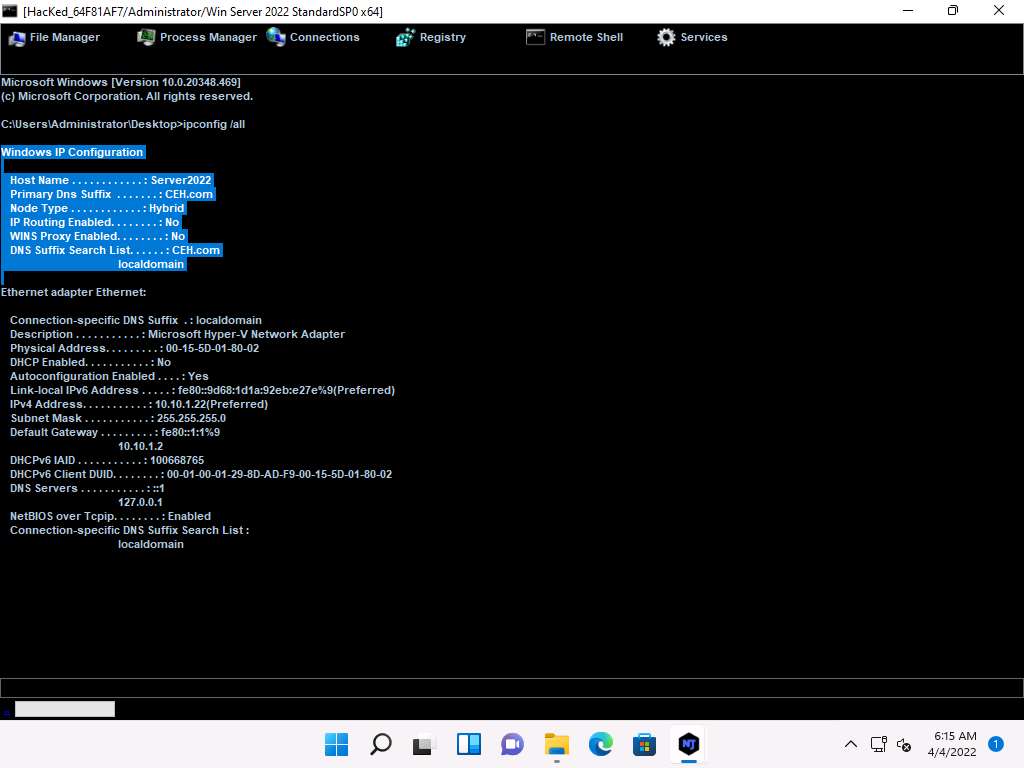 [HacKed_64F81AF7/Administrator/Win Server 2022 StandardSP0 x64]
File Manager Process Manager Connections Registry Remote Shell Services
Microsoft Windows [Version 10.0.20348.469]
(c) Microsoft Corporation. All rights reserved.
C:\Users\Administrator\Desktop>ipconfig /all
Windows IP Configuration
Host Name . . . . . . . . . . . . : Server2022
Primary Dns Suffix . . . . . . . : CEH.com
Node Type . . . . . . . . . . . . : Hybrid
IP Routing Enabled. . . . . . . . : No
WINS Proxy Enabled. . . . . . . . : No
DNS Suffix Search List. . . . . . : CEH.com
localdomain
Ethernet adapter Ethernet:
Connection-specific DNS Suffix . : localdomain
Description . . . . . . . . . . . : Microsoft Hyper-V Network Adapter
Physical Address. . . . . . . . . : 00-15-5D-01-80-02
DHCP Enabled. . . . . . . . . . . : No
Autoconfiguration Enabled . . . . : Yes
Link-local IPv6 Address . . . . . : fe80::9d68:1d1a:92eb:e27e%9(Preferred)
IPv4 Address. . . . . . . . . . . : 10.10.1.22(Preferred)
Subnet Mask . . . . . . . . . . . : 255.255.255.0
Default Gateway . . . . . . . . . : fe80::1:1%9
10.10.1.2
DHCPv6 IAID . . . . . . . . . . . : 100668765
DHCPv6 Client DUID. . . . . . . . : 00-01-00-01-29-8D-AD-F9-00-15-5D-01-80-02
DNS Servers . . . . . . . . . . . : ::1
127.0.0.1
NetBIOS over Tcpip. . . . . . . . : Enabled
Connection-specific DNS Suffix Search List :
localdomain
NJ
6:15 AM
4/4/2022
1